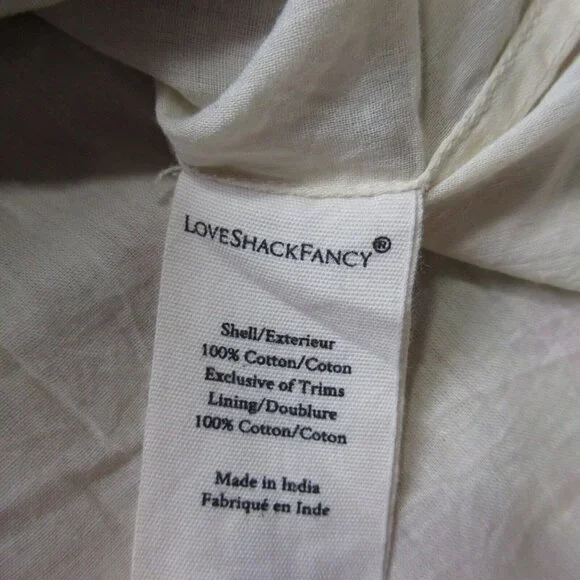 LoveShackFancy®
Shell/Exterieur
100% Cotton/Coton
Exclusive of Trims
Lining/Doublure
100% Cotton/Coton
Made in India
Fabriqué en Inde